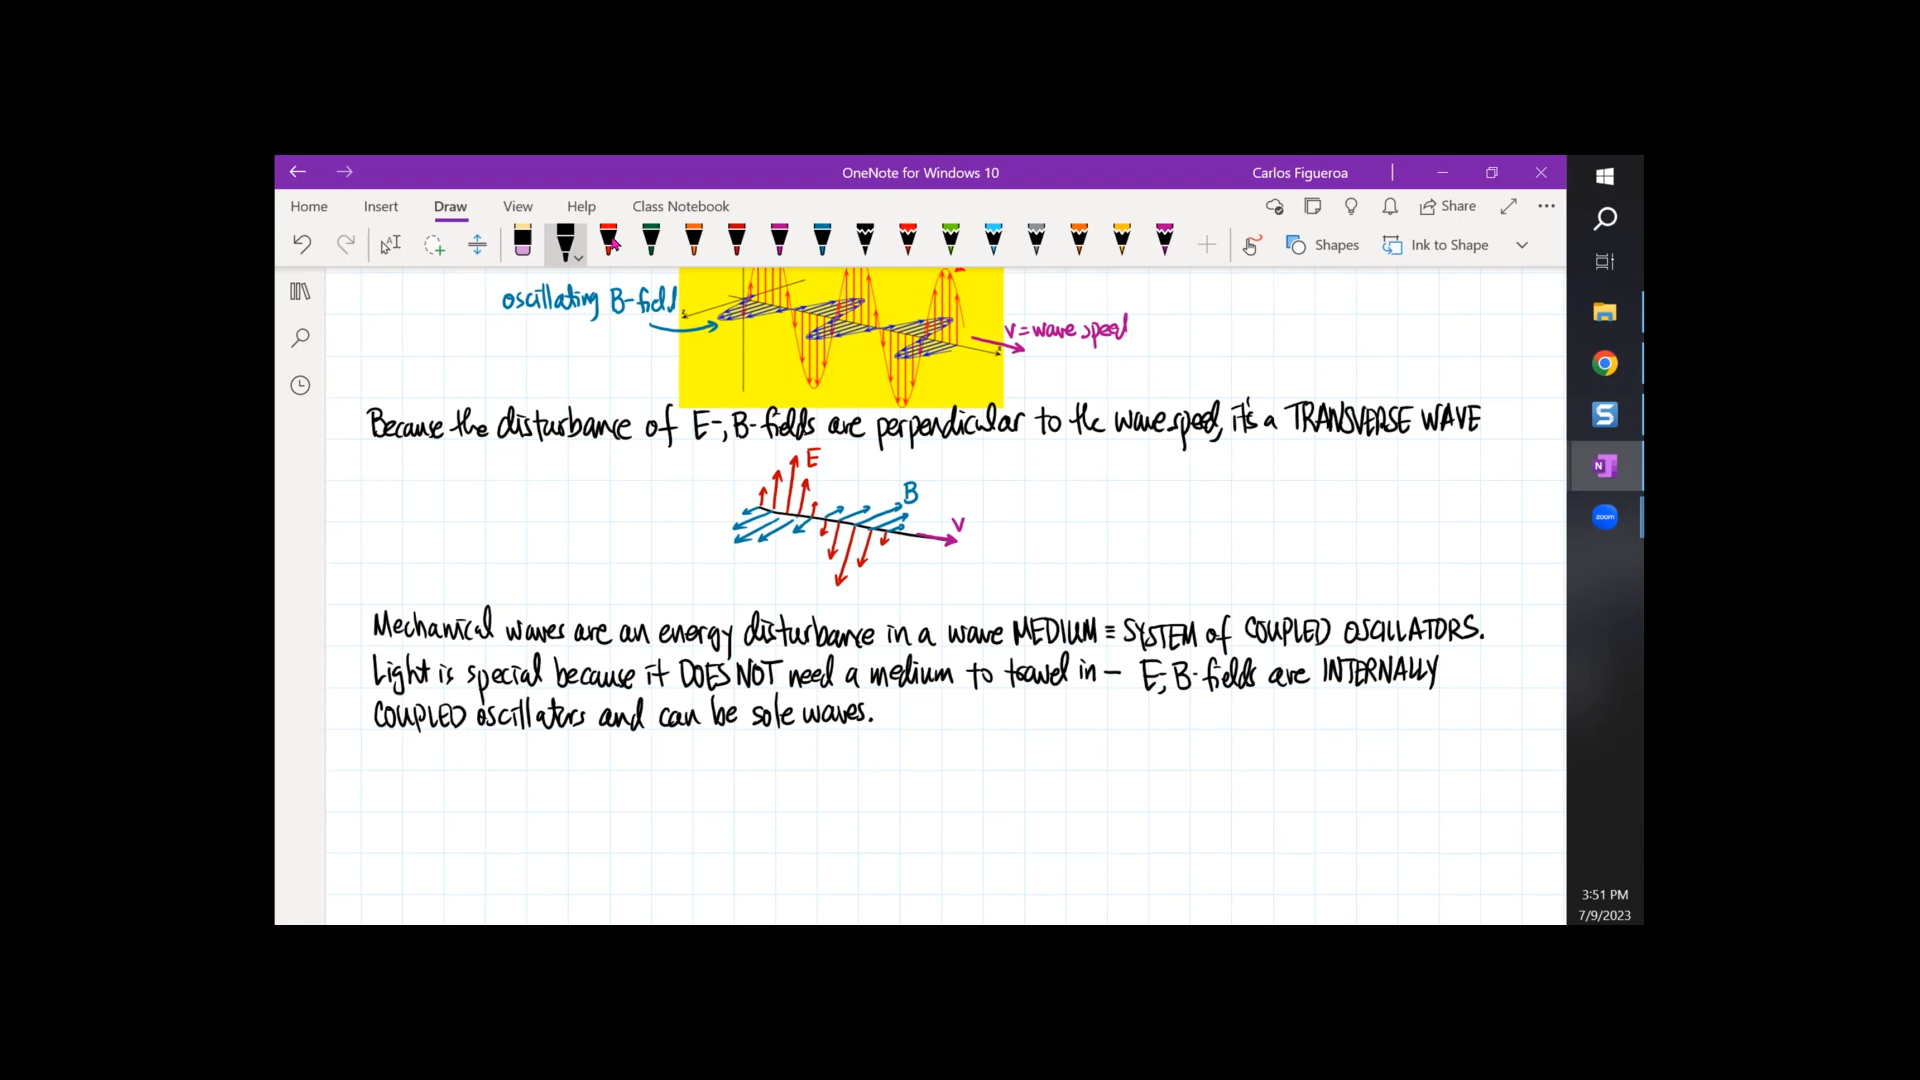 OneNote for Windows 10
Carlos Figueroa
Home Insert Draw View Help Class Notebook Share
Shapes Ink to Shape
oscillating B-field
v = wave speed
z
x
Because the disturbance of E-, B-fields are perpendicular to the wave speed, it's a TRANSVERSE WAVE
E
B
v
Mechanical waves are an energy disturbance in a wave MEDIUM ≡ SYSTEM of COUPLED OSCILLATORS.
Light is special because it DOES NOT need a medium to travel in — E-, B-fields are INTERNALLY
COUPLED oscillators and can be sole waves.
zoom
3:51 PM
7/9/2023